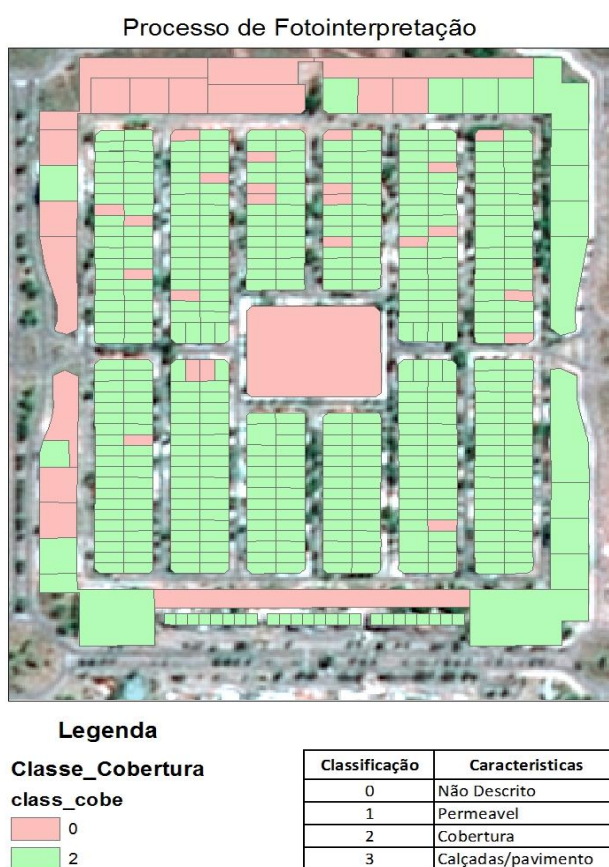 Processo de Fotointerpretação
Legenda
Classe_Cobertura
class_cobe
0
2
Classificação Caracteristicas
0 Não Descrito
1 Permeavel
2 Cobertura
3 Calçadas/pavimento